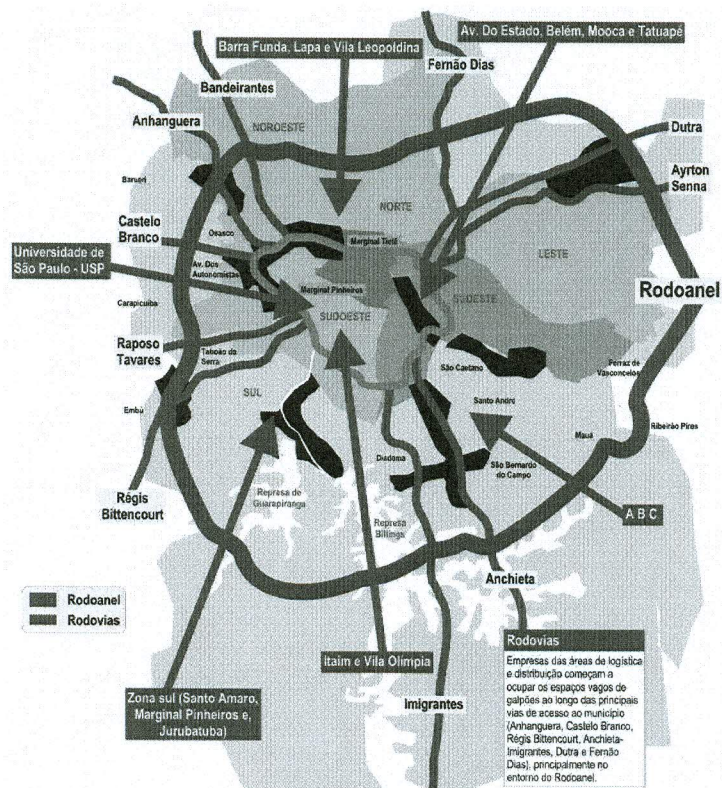 Av. Do Estado, Belém, Mooca e Tatuapé
Barra Funda, Lapa e Vila Leopoldina
Fernão Dias
Bandeirantes
Anhanguera
NOROESTE
Dutra
Barueri
Ayrton
Senna
NORTE
Castelo
Branco
Osasco
Marginal Tietê
LESTE
Universidade de
São Paulo - USP
Av. Dos
Autonomistas
Marginal Pinheiros
SUDESTE
Rodoanel
Carapicuiba
SUDOESTE
Raposo
Tavares
Taboão da
Serra
São Caetano
Ferraz de
Vasconcelos
Embú
SUL
Santo André
Ribeirão Pires
Mauá
Diadema
São Bernardo
do Campo
Régis
Bittencourt
Represa de
Guarapiranga
Represa
Billings
A B C
Anchieta
Rodoanel
Rodovias
Itaim e Vila Olímpia
Zona sul (Santo Amaro,
Marginal Pinheiros e,
Jurubatuba)
Imigrantes
Rodovias
Empresas das áreas de logística
e distribuição começam a
ocupar os espaços vagos de
galpões ao longo das principais
vias de acesso ao município
(Anhanguera, Castelo Branco,
Régis Bittencourt, Anchieta-
Imigrantes, Dutra e Fernão
Dias), principalmente no
entorno do Rodoanel.